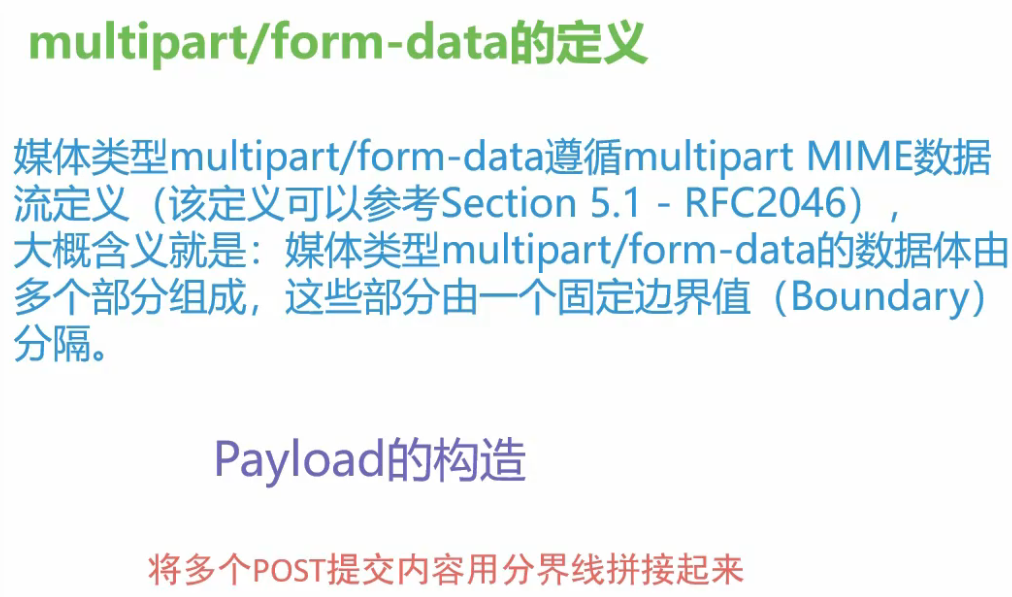 multipart/form-data的定义
媒体类型multipart/form-data遵循multipart MIME数据
流定义（该定义可以参考Section 5.1 - RFC2046），
大概含义就是：媒体类型multipart/form-data的数据体由
多个部分组成，这些部分由一个固定边界值（Boundary）
分隔。
Payload的构造
将多个POST提交内容用分界线拼接起来